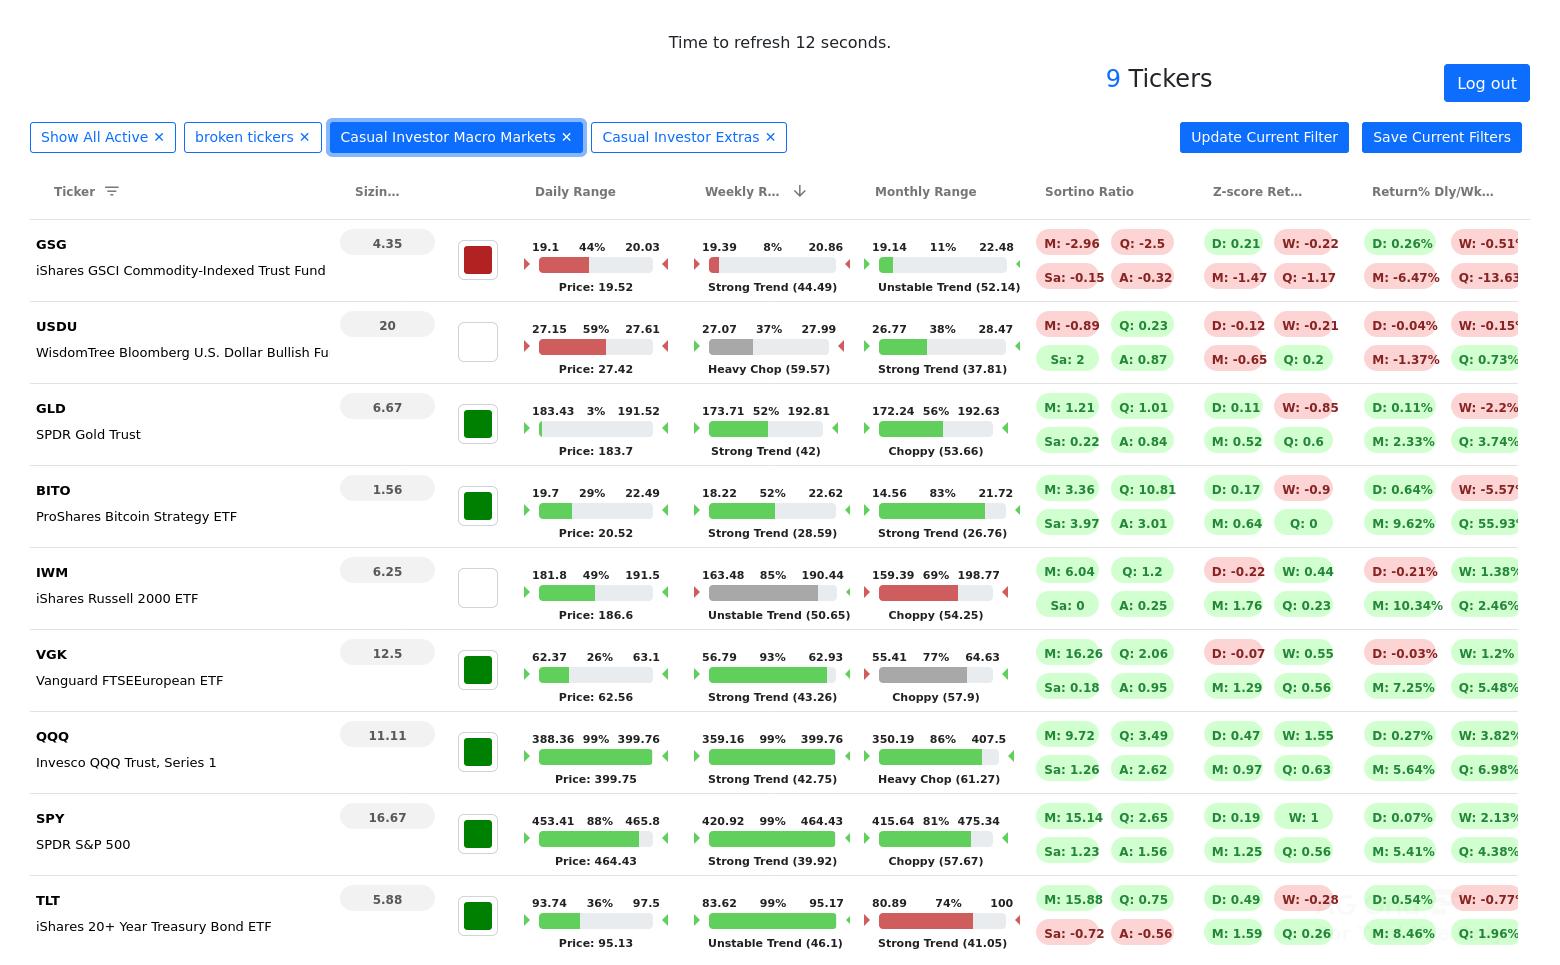 Time to refresh 12 seconds.
9 Tickers
Log out
Show All Active ✕ broken tickers ✕ Casual Investor Macro Markets ✕ Casual Investor Extras ✕ Update Current Filter Save Current Filters
Ticker Sizin... Daily Range Weekly R... Monthly Range Sortino Ratio Z-score Ret... Return% Dly/Wk...
GSG 4.35 19.1 44% 20.03 19.39 8% 20.86 19.14 11% 22.48 M: -2.96 Q: -2.5 D: 0.21 W: -0.22 D: 0.26% W: -0.51%
iShares GSCI Commodity-Indexed Trust Fund Sa: -0.15 A: -0.32 M: -1.47 Q: -1.17 M: -6.47% Q: -13.63
Price: 19.52 Strong Trend (44.49) Unstable Trend (52.14)
USDU 20 27.15 59% 27.61 27.07 37% 27.99 26.77 38% 28.47 M: -0.89 Q: 0.23 D: -0.12 W: -0.21 D: -0.04% W: -0.15%
WisdomTree Bloomberg U.S. Dollar Bullish Fu Sa: 2 A: 0.87 M: -0.65 Q: 0.2 M: -1.37% Q: 0.73%
Price: 27.42 Heavy Chop (59.57) Strong Trend (37.81)
GLD 6.67 183.43 3% 191.52 173.71 52% 192.81 172.24 56% 192.63 M: 1.21 Q: 1.01 D: 0.11 W: -0.85 D: 0.11% W: -2.2%
SPDR Gold Trust Sa: 0.22 A: 0.84 M: 0.52 Q: 0.6 M: 2.33% Q: 3.74%
Price: 183.7 Strong Trend (42) Choppy (53.66)
BITO 1.56 19.7 29% 22.49 18.22 52% 22.62 14.56 83% 21.72 M: 3.36 Q: 10.81 D: 0.17 W: -0.9 D: 0.64% W: -5.57%
ProShares Bitcoin Strategy ETF Sa: 3.97 A: 3.01 M: 0.64 Q: 0 M: 9.62% Q: 55.93%
Price: 20.52 Strong Trend (28.59) Strong Trend (26.76)
IWM 6.25 181.8 49% 191.5 163.48 85% 190.44 159.39 69% 198.77 M: 6.04 Q: 1.2 D: -0.22 W: 0.44 D: -0.21% W: 1.38%
iShares Russell 2000 ETF Sa: 0 A: 0.25 M: 1.76 Q: 0.23 M: 10.34% Q: 2.46%
Price: 186.6 Unstable Trend (50.65) Choppy (54.25)
VGK 12.5 62.37 26% 63.1 56.79 93% 62.93 55.41 77% 64.63 M: 16.26 Q: 2.06 D: -0.07 W: 0.55 D: -0.03% W: 1.2%
Vanguard FTSEEuropean ETF Sa: 0.18 A: 0.95 M: 1.29 Q: 0.56 M: 7.25% Q: 5.48%
Price: 62.56 Strong Trend (43.26) Choppy (57.9)
QQQ 11.11 388.36 99% 399.76 359.16 99% 399.76 350.19 86% 407.5 M: 9.72 Q: 3.49 D: 0.47 W: 1.55 D: 0.27% W: 3.82%
Invesco QQQ Trust, Series 1 Sa: 1.26 A: 2.62 M: 0.97 Q: 0.63 M: 5.64% Q: 6.98%
Price: 399.75 Strong Trend (42.75) Heavy Chop (61.27)
SPY 16.67 453.41 88% 465.8 420.92 99% 464.43 415.64 81% 475.34 M: 15.14 Q: 2.65 D: 0.19 W: 1 D: 0.07% W: 2.13%
SPDR S&P 500 Sa: 1.23 A: 1.56 M: 1.25 Q: 0.56 M: 5.41% Q: 4.38%
Price: 464.43 Strong Trend (39.92) Choppy (57.67)
TLT 5.88 93.74 36% 97.5 83.62 99% 95.17 80.89 74% 100 M: 15.88 Q: 0.75 D: 0.49 W: -0.28 D: 0.54% W: -0.77%
iShares 20+ Year Treasury Bond ETF Sa: -0.72 A: -0.56 M: 1.59 Q: 0.26 M: 8.46% Q: 1.96%
Price: 95.13 Unstable Trend (46.1) Strong Trend (41.05)